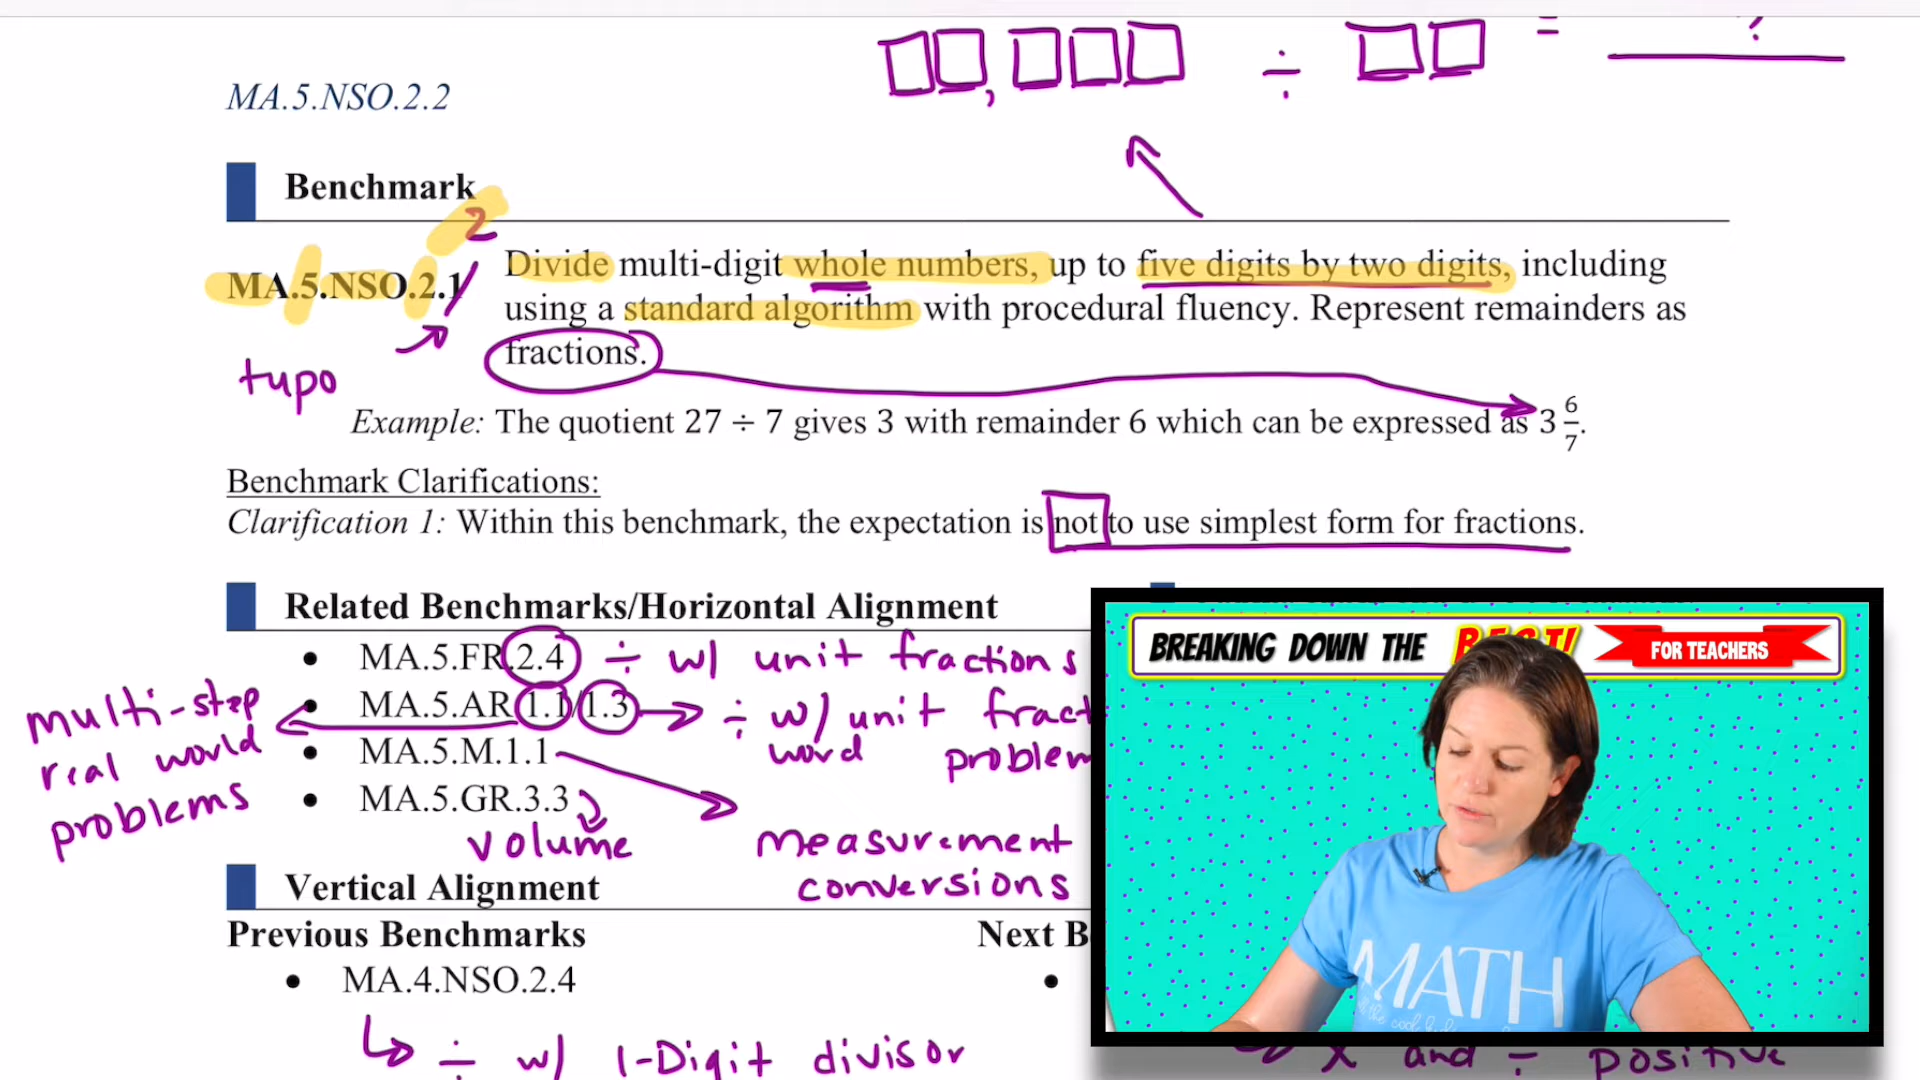 ÷ = ?
MA.5.NSO.2.2
Benchmark
2
MA.5.NSO.2.1 Divide multi-digit whole numbers, up to five digits by two digits, including
using a standard algorithm with procedural fluency. Represent remainders as
fractions.
typo
Example: The quotient 27 ÷ 7 gives 3 with remainder 6 which can be expressed as 3 6/7.
Benchmark Clarifications:
Clarification 1: Within this benchmark, the expectation is not to use simplest form for fractions.
Related Benchmarks/Horizontal Alignment
• MA.5.FR.2.4 ÷ w/ unit fractions
• MA.5.AR.1.1/1.3 ÷ w/ unit fract
word problem
multi-step
real world
problems
• MA.5.M.1.1
• MA.5.GR.3.3
volume
measurement
conversions
BREAKING DOWN THE B.E.S.T! FOR TEACHERS
MATH
Vertical Alignment
Previous Benchmarks Next B
• MA.4.NSO.2.4 •
÷ w/ 1-Digit divisor
x and ÷ positive